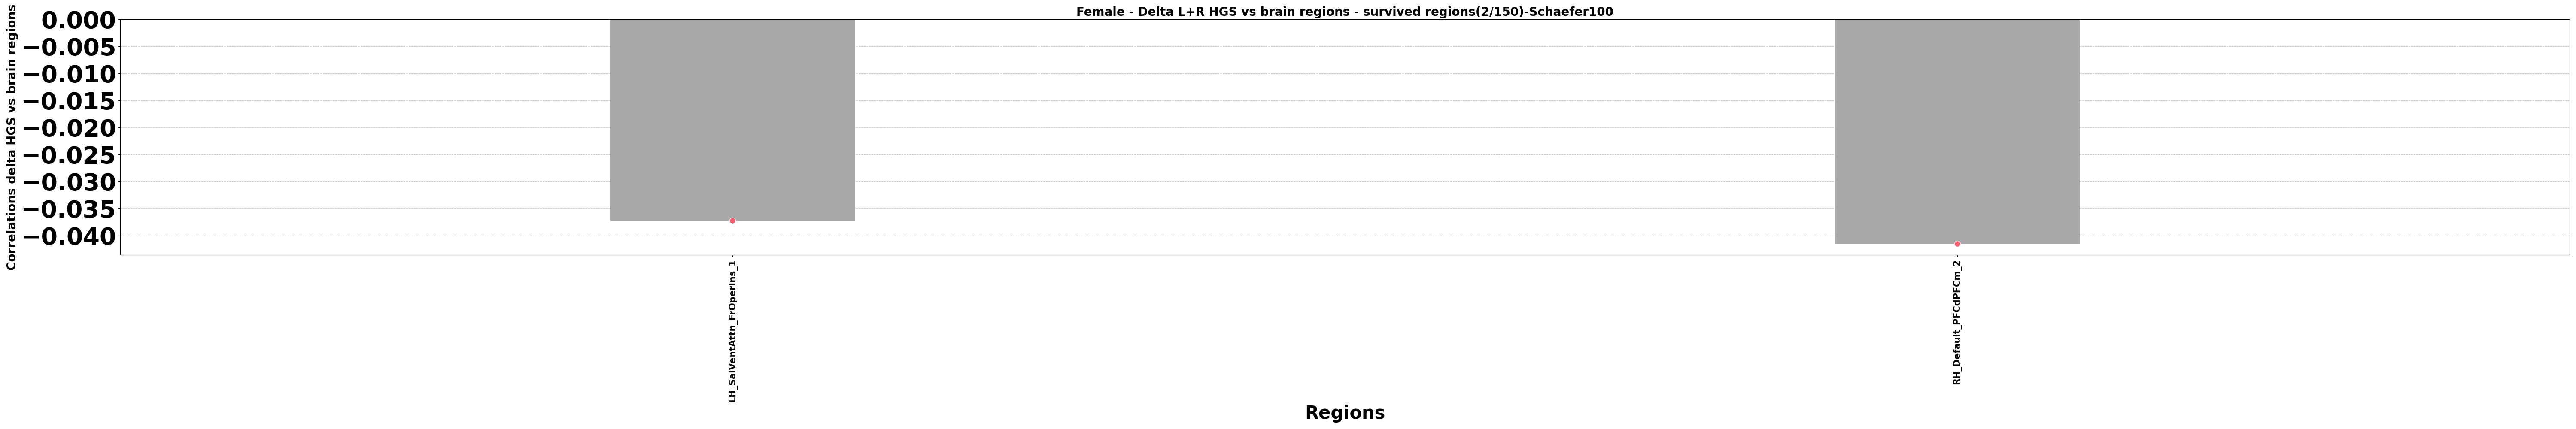 Female - Delta L+R HGS vs brain regions - survived regions(2/150)-Schaefer100
Correlations delta HGS vs brain regions
0.000
−0.005
−0.010
−0.015
−0.020
−0.025
−0.030
−0.035
−0.040
LH_SalVentAttn_FrOperIns_1
RH_Default_PFCdPFCm_2
Regions